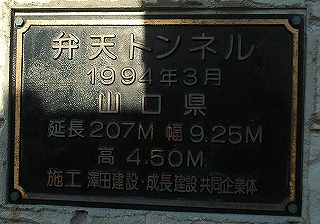 弁天トンネル
1994年3月
山口県
延長207M 幅9.25M
高4.50M
施工 澤田建設・成長建設共同企業体